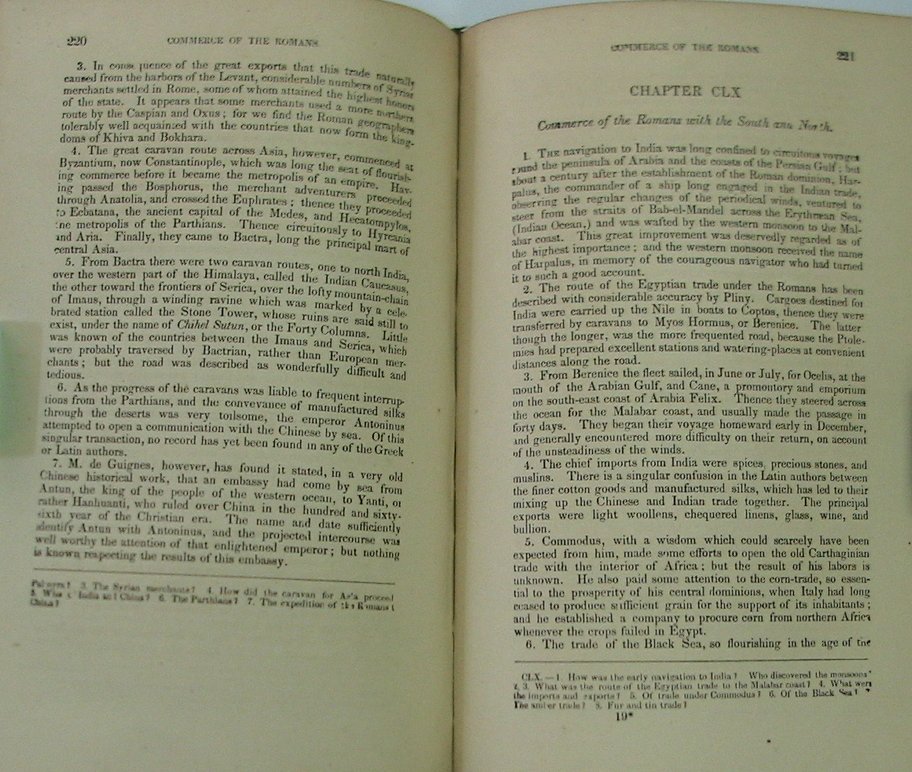 220
COMMERCE OF THE ROMANS
3. In consequence of the great exports that this trade naturally
caused from the harbors of the Levant, considerable numbers of Syrian
merchants settled in Rome, some of whom attained the highest honors
of the state. It appears that some merchants used a more northern
route by the Caspian and Oxus; for we find the Roman geographers
tolerably well acquainted with the countries that now form the king-
doms of Khiva and Bokhara.
4. The great caravan route across Asia, however, commenced at
Byzantium, now Constantinople, which was long the seat of flourish-
ing commerce before it became the metropolis of an empire. Hav-
ing passed the Bosphorus, the merchant adventurers proceeded
through Anatolia, and crossed the Euphrates; thence they proceeded
to Ecbatana, the ancient capital of the Medes, and Hecatompylos,
the metropolis of the Parthians. Thence circuitously to Hyrcania
and Aria. Finally, they came to Bactra, long the principal mart of
central Asia.
5. From Bactra there were two caravan routes, one to north India,
over the western part of the Himalaya, called the Indian Caucasus,
the other toward the frontiers of Serica, over the lofty mountain-chain
of Imaus, through a winding ravine which was marked by a cele-
brated station called the Stone Tower, whose ruins are said still to
exist, under the name of Chihel Sutun, or the Forty Columns. Little
was known of the countries between the Imaus and Serica, which
were probably traversed by Bactrian, rather than European mer-
chants; but the road was described as wonderfully difficult and
tedious.
6. As the progress of the caravans was liable to frequent interrup-
tions from the Parthians, and the conveyance of manufactured silks
through the deserts was very toilsome, the emperor Antoninus
attempted to open a communication with the Chinese by sea. Of this
singular transaction, no record has yet been found in any of the Greek
or Latin authors.
7. M. de Guignes, however, has found it stated, in a very old
Chinese historical work, that an embassy had come by sea from
Antun, the king of the people of the western ocean, to Yanti, or
rather Hanhuanti, who ruled over China in the hundred and sixty-
sixth year of the Christian era. The name and date sufficiently
identify Antun with Antoninus, and the projected intercourse was
well worthy the attention of that enlightened emperor; but nothing
is known respecting the results of this embassy.
Palmyra? 3. The Syrian merchants? 4. How did the caravan for Asia proceed
5. India and China? 6. The Parthians? 7. The expedition of the Romans
China?
COMMERCE OF THE ROMANS
221
CHAPTER CLX
Commerce of the Romans with the South and North.
1. THE navigation to India was long confined to circuitous voyages
round the peninsula of Arabia and the coasts of the Persian Gulf; but
about a century after the establishment of the Roman dominion, Har-
palus, the commander of a ship long engaged in the Indian trade,
observing the regular changes of the periodical winds, ventured to
steer from the straits of Bab-el-Mandel across the Erythrean Sea,
(Indian Ocean,) and was wafted by the western monsoon to the Mal-
abar coast. This great improvement was deservedly regarded as of
the highest importance; and the western monsoon received the name
of Harpalus, in memory of the courageous navigator who had turned
it to such a good account.
2. The route of the Egyptian trade under the Romans has been
described with considerable accuracy by Pliny. Cargoes destined for
India were carried up the Nile in boats to Coptos, thence they were
transferred by caravans to Myos Hormus, or Berenice. The latter
though the longer, was the more frequented road, because the Ptole-
mies had prepared excellent stations and watering-places at convenient
distances along the road.
3. From Berenice the fleet sailed, in June or July, for Ocelis, at the
mouth of the Arabian Gulf, and Cane, a promontory and emporium
on the south-east coast of Arabia Felix. Thence they steered across
the ocean for the Malabar coast, and usually made the passage in
forty days. They began their voyage homeward early in December,
and generally encountered more difficulty on their return, on account
of the unsteadiness of the winds.
4. The chief imports from India were spices, precious stones, and
muslins. There is a singular confusion in the Latin authors between
the finer cotton goods and manufactured silks, which has led to their
mixing up the Chinese and Indian trade together. The principal
exports were light woollens, chequered linens, glass, wine, and
bullion.
5. Commodus, with a wisdom which could scarcely have been
expected from him, made some efforts to open the old Carthaginian
trade with the interior of Africa; but the result of his labors is
unknown. He also paid some attention to the corn-trade, so essen-
tial to the prosperity of his central dominions, when Italy had long
ceased to produce sufficient grain for the support of its inhabitants;
and he established a company to procure corn from northern Africa
whenever the crops failed in Egypt.
6. The trade of the Black Sea, so flourishing in the age of the
CLX. — 1. How was the early navigation to India? Who discovered the monsoons?
2, 3. What was the route of the Egyptian trade to the Malabar coast? 4. What were
the imports and exports? 5. Of trade under Commodus? 6. Of the Black Sea? 7
The amber trade? 8. Fur and tin trade?
19*